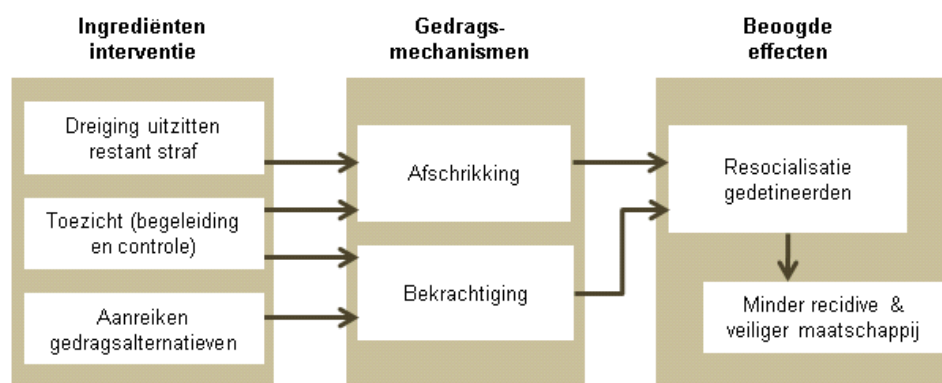 Ingrediënten
interventie
Gedrags-
mechanismen
Beoogde
effecten
Dreiging uitzitten
restant straf
Toezicht (begeleiding
en controle)
Aanreiken
gedragsalternatieven
Afschrikking
Bekrachtiging
Resocialisatie
gedetineerden
Minder recidive &
veiliger maatschappij